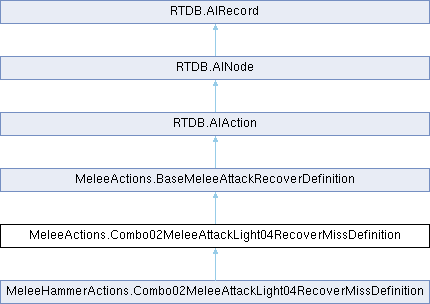 RTDB.AIRecord
RTDB.AINode
RTDB.AIAction
MeleeActions.BaseMeleeAttackRecoverDefinition
MeleeActions.Combo02MeleeAttackLight04RecoverMissDefinition
MeleeHammerActions.Combo02MeleeAttackLight04RecoverMissDefinition